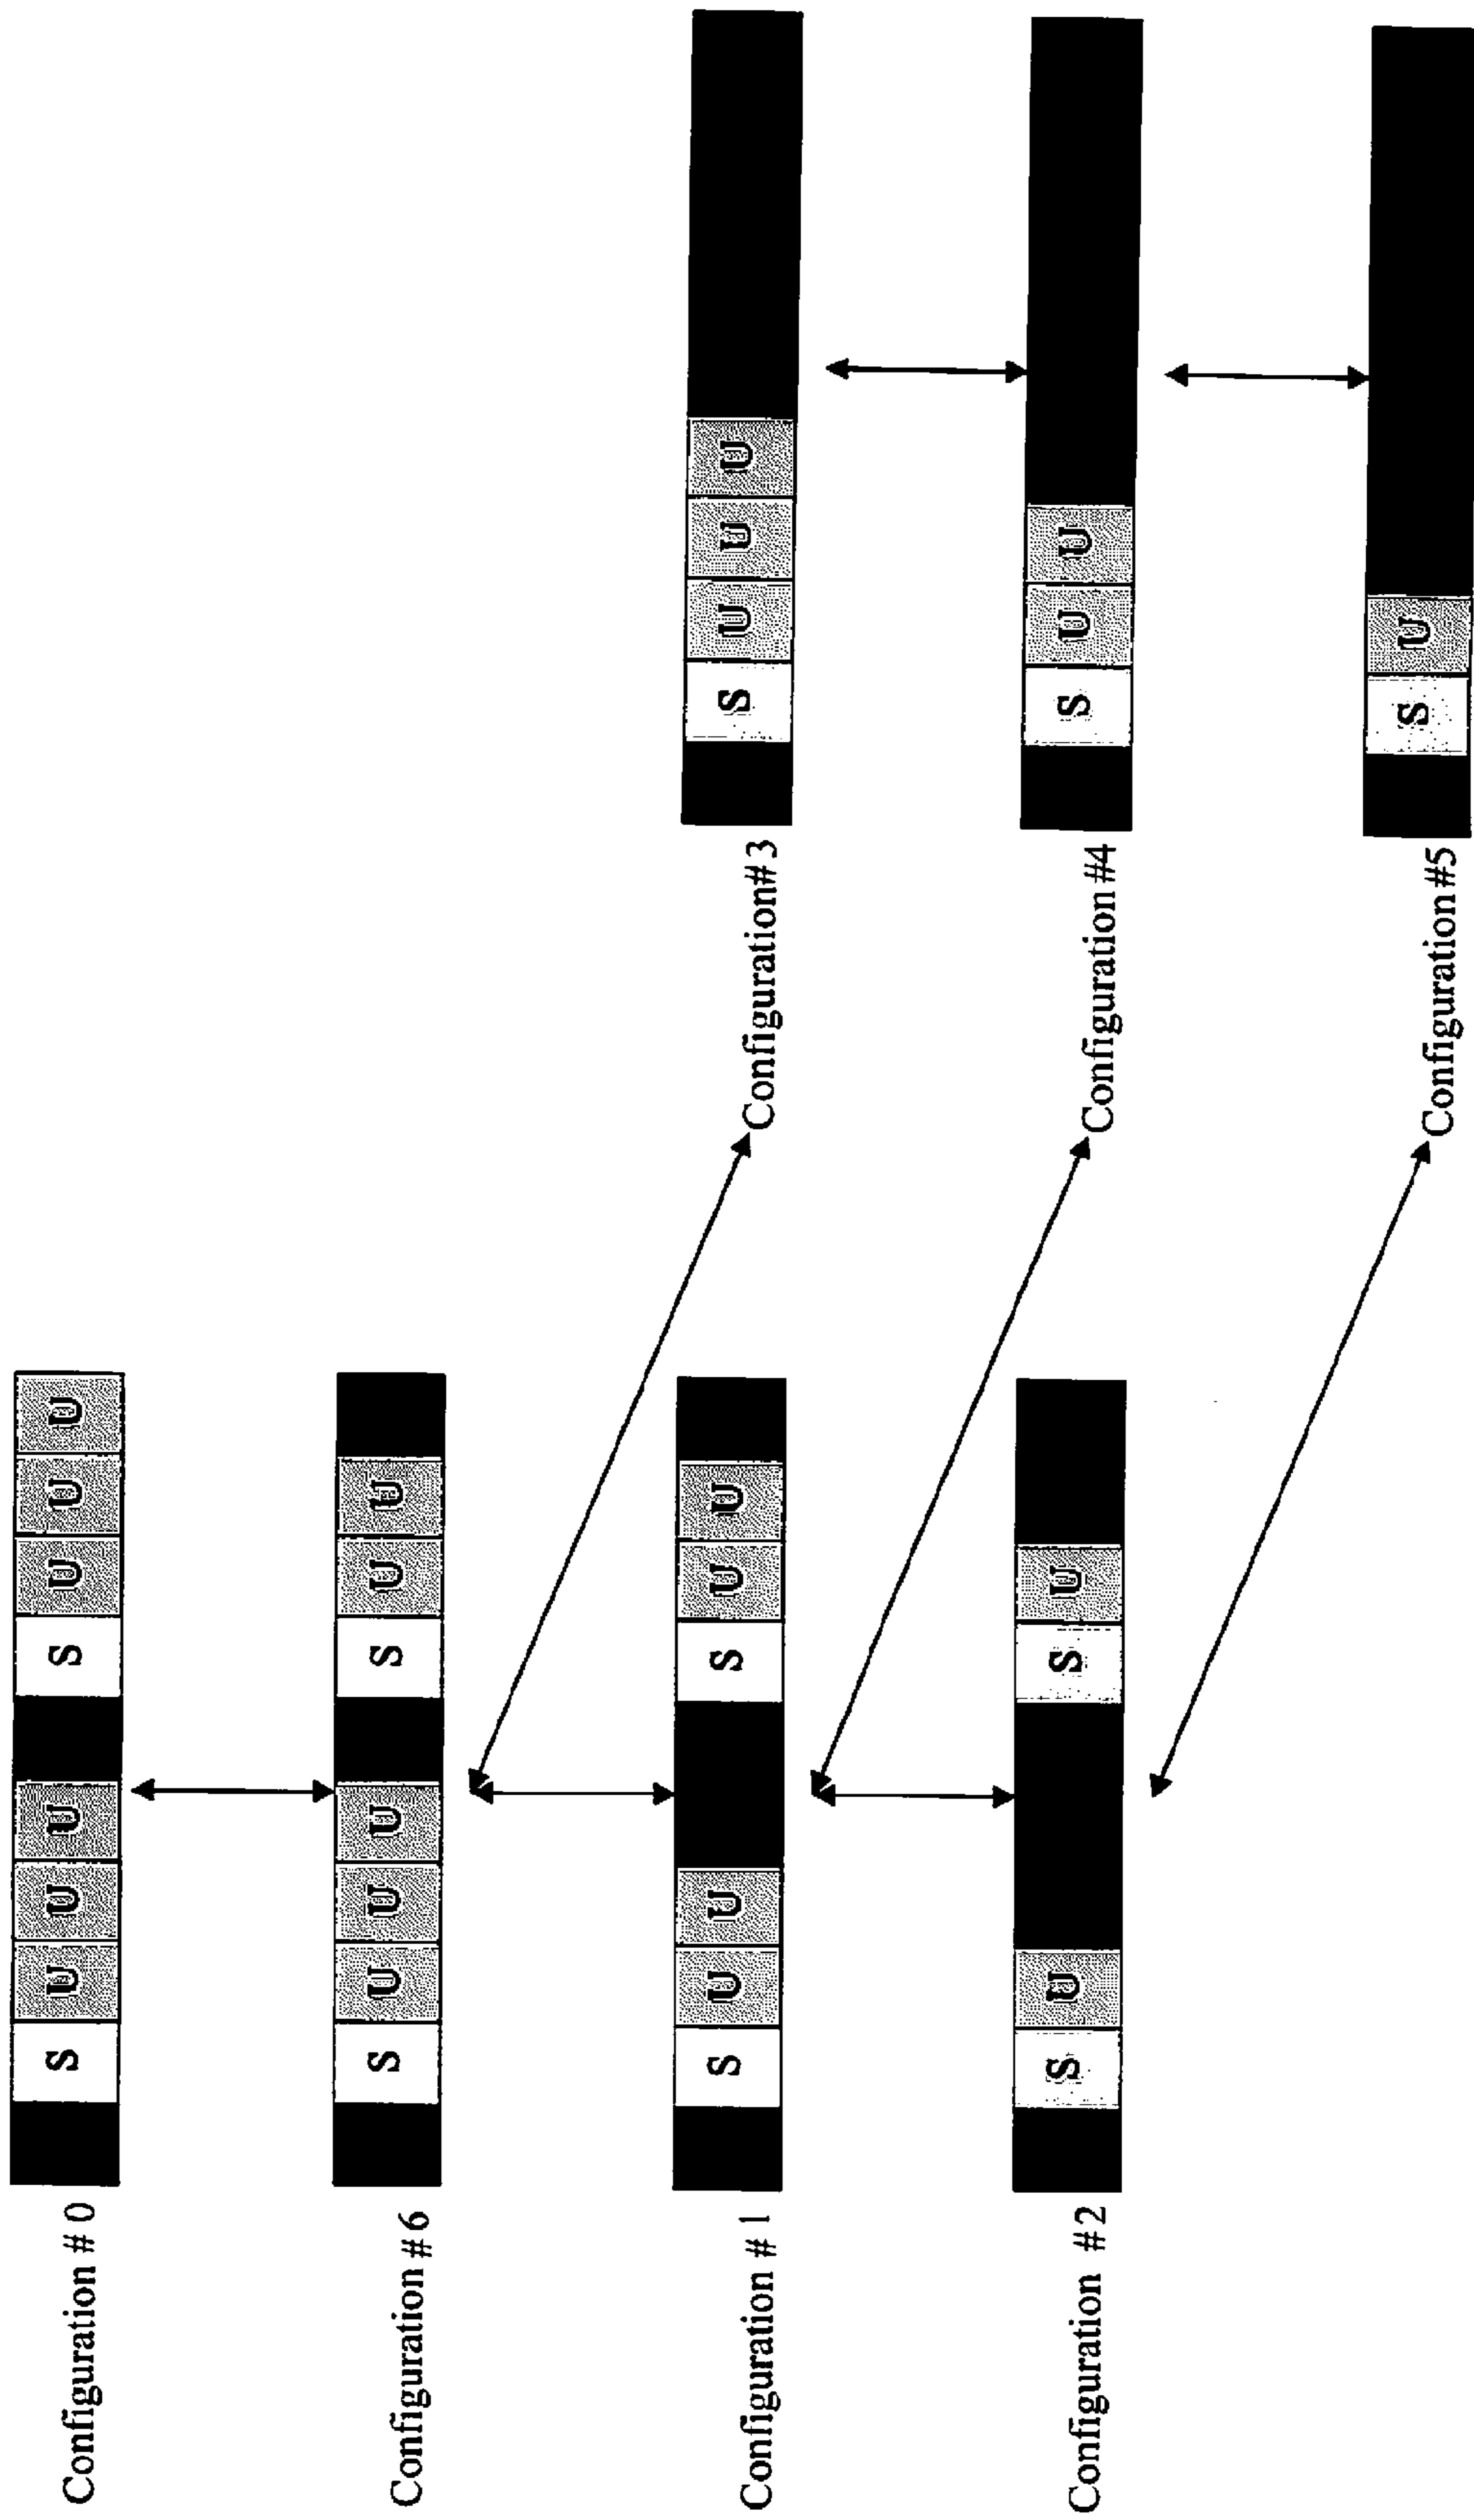 Configuration # 0 S U U U S U U U
Configuration # 6 S U U U S U U
Configuration # 1 S U U S U U
Configuration# 3 S U U U
Configuration # 2 S U S U
Configuration #4 S U U
Configuration #5 S U